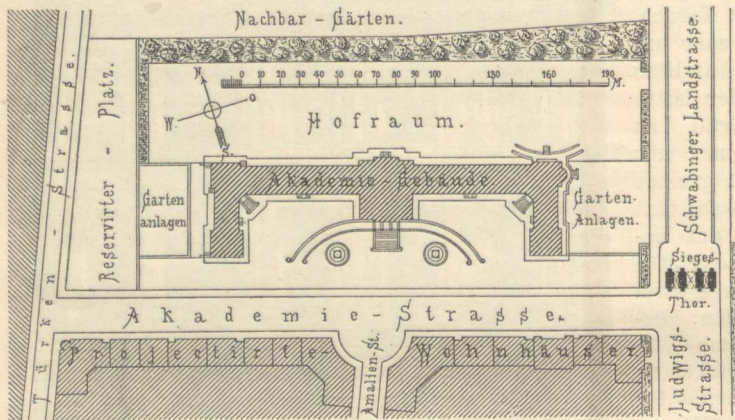 Nachbar – Gärten.
Türken – Straſse.
Reservirter – Platz.
N
O
W
S
0 10 20 30 40 50 60 70 80 90 100 130 160 190 M.
Hofraum.
Akademie – Gebäude
Garten
anlagen
Garten-
Anlagen.
Schwabinger Landstrasse.
Sieges-
Thor.
Akademie – Straſse.
Projectirte – Wohnhäuser
Amalien-St.
Ludwigs-
Straſse.